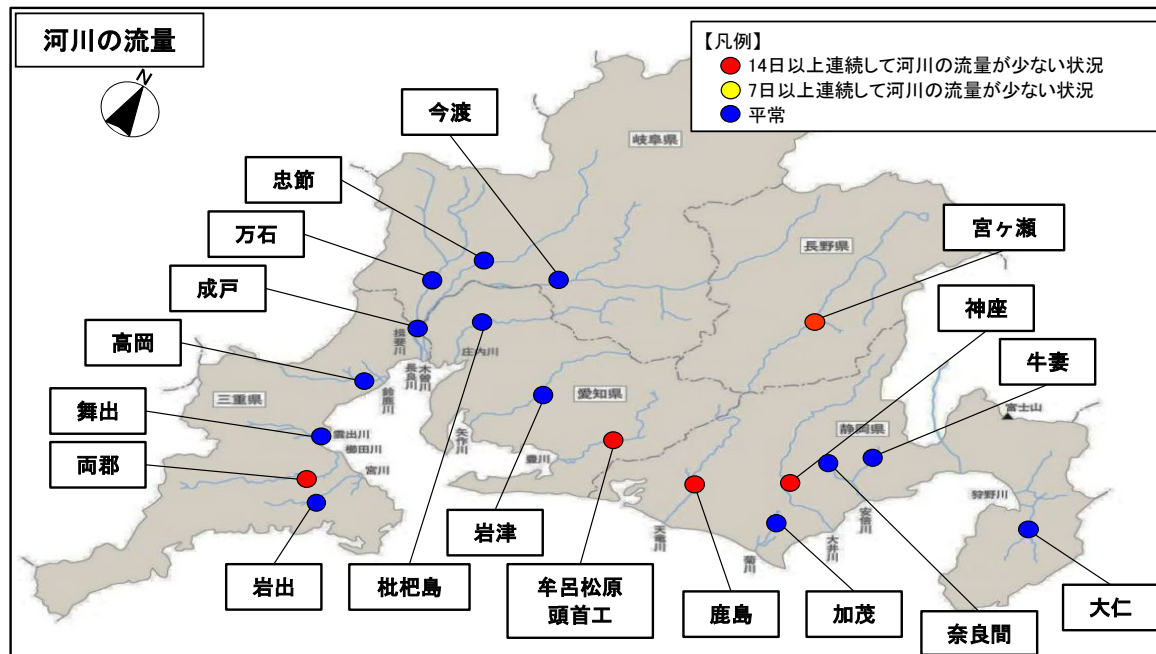 河川の流量
N
【凡例】
14日以上連続して河川の流量が少ない状況
7日以上連続して河川の流量が少ない状況
平常
今渡
岐阜県
忠節
万石
宮ヶ瀬
長野県
成戸
神座
高岡
揖斐川
長良川
木曽川
庄内川
牛妻
鈴鹿川
三重県
愛知県
富士山
舞出
雲出川
櫛田川
宮川
矢作川
豊川
静岡県
両郡
狩野川
天竜川
菊川
大井川
安倍川
岩出
枇杷島
岩津
牟呂松原
頭首工
鹿島
加茂
奈良間
大仁